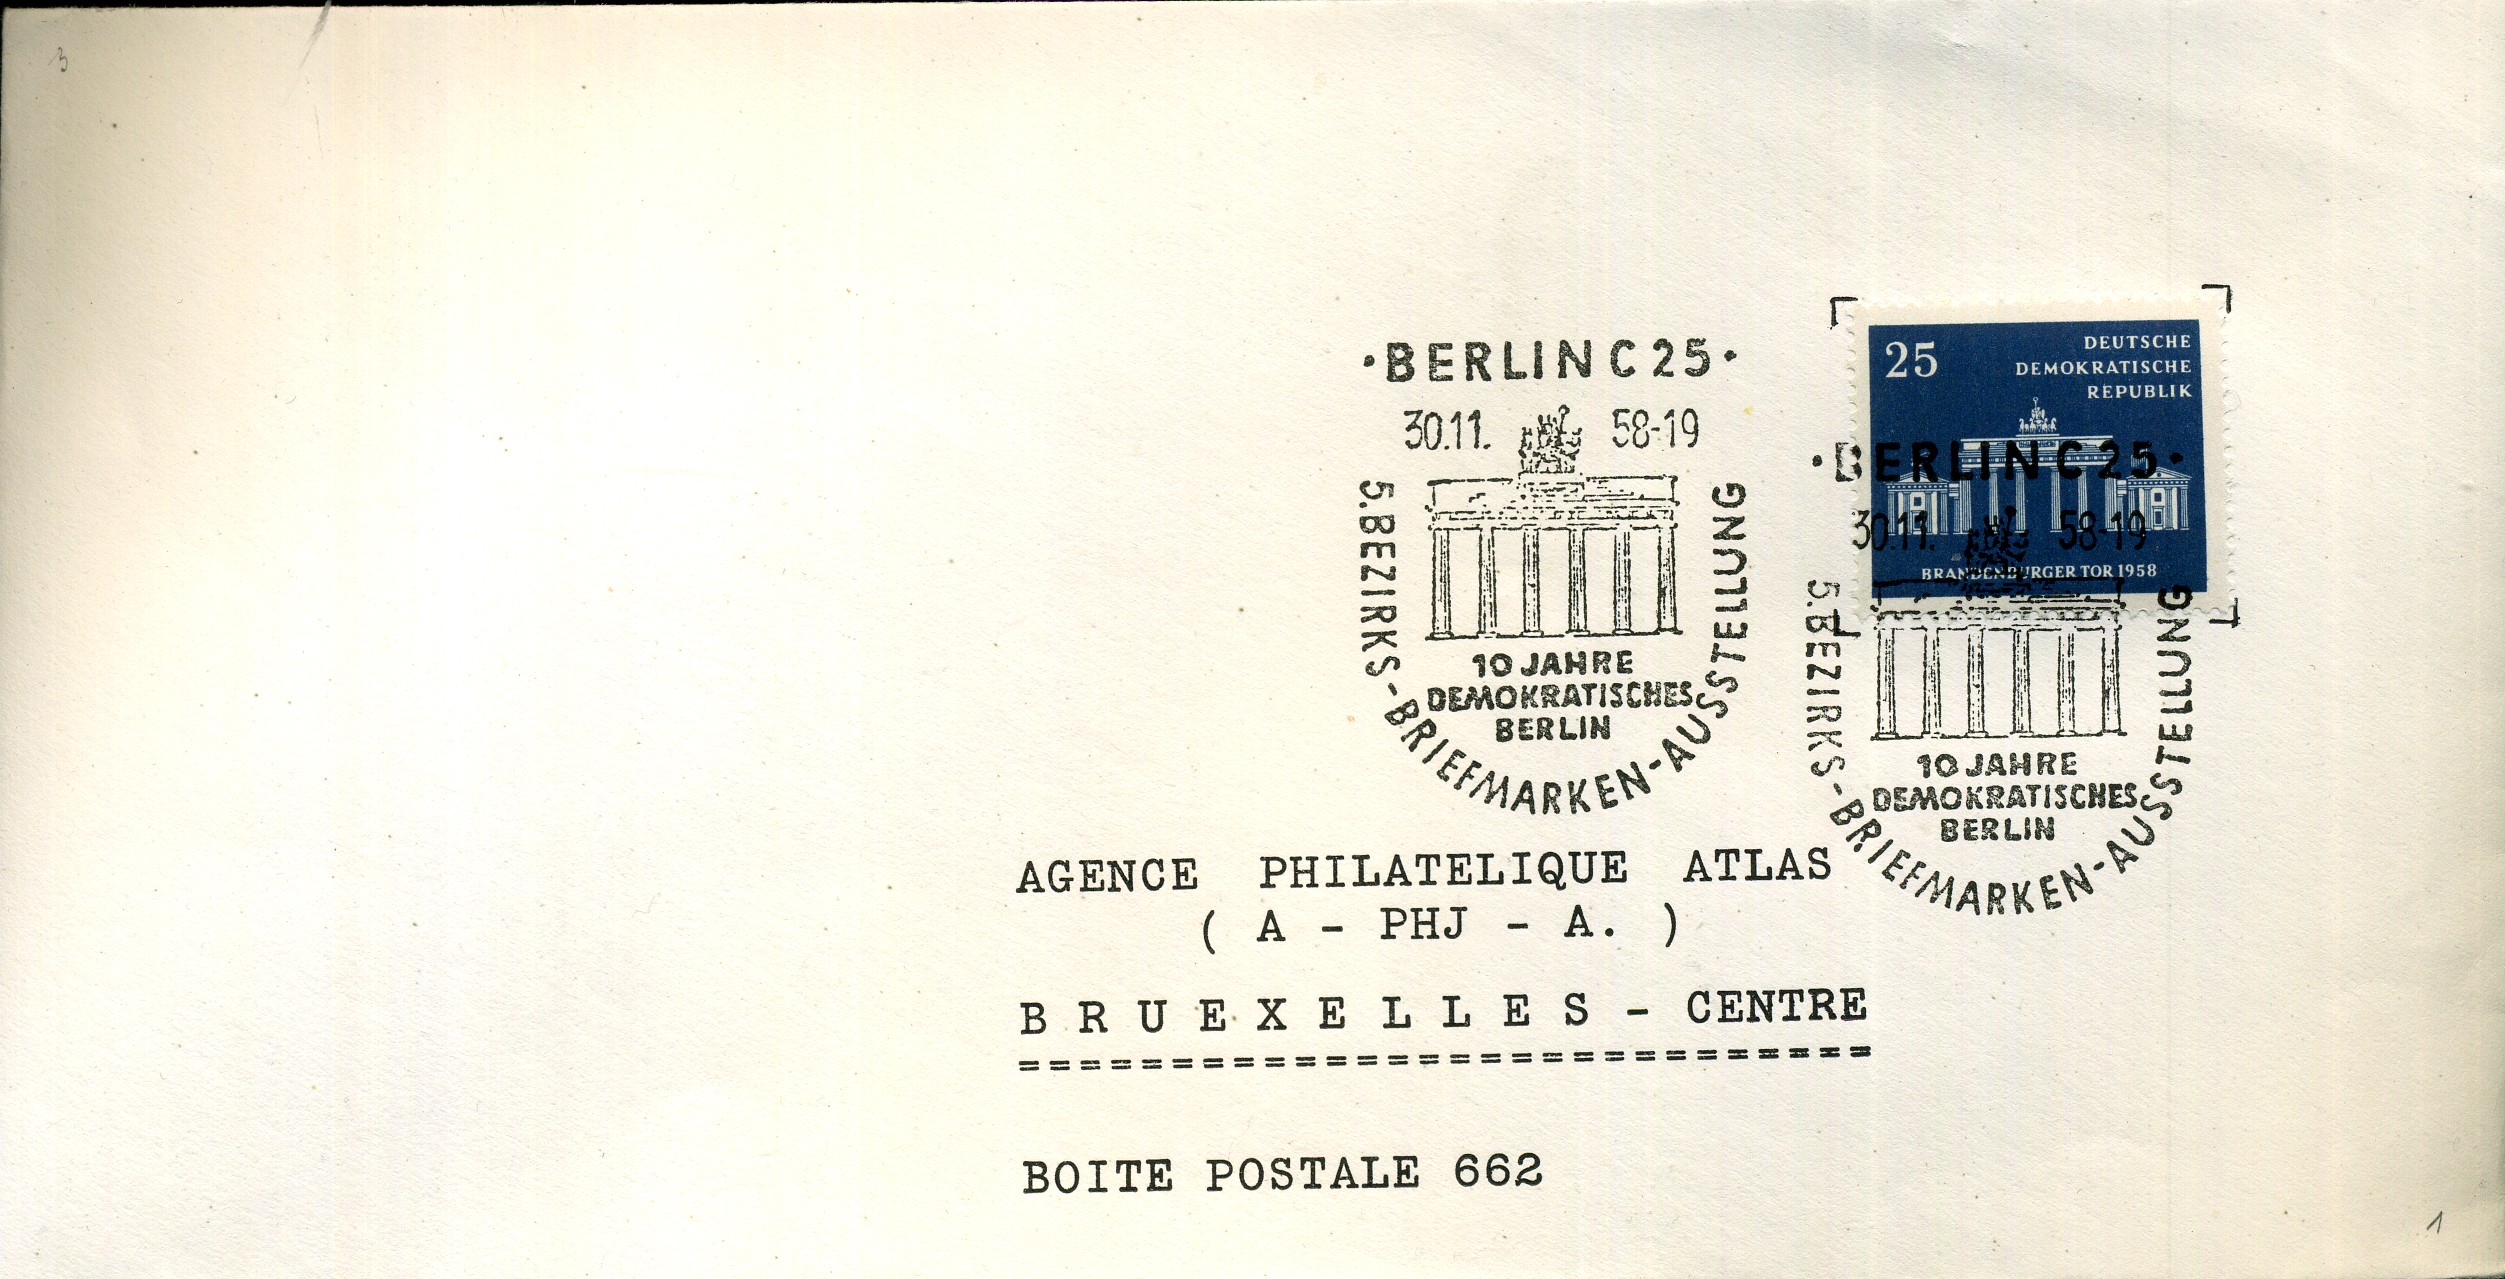 3
·BERLIN C 25·
30.11. 58-19
5. BEZIRKS-BRIEFMARKEN-AUSSTELLUNG
10 JAHRE
DEMOKRATISCHES
BERLIN
25
DEUTSCHE
DEMOKRATISCHE
REPUBLIK
BRANDENBURGER TOR 1958
·BERLIN C 25·
30.11. 58-19
5. BEZIRKS-BRIEFMARKEN-AUSSTELLUNG
10 JAHRE
DEMOKRATISCHES
BERLIN
AGENCE PHILATELIQUE ATLAS
( A - PHJ - A. )
B R U E X E L L E S - CENTRE
============================
BOITE POSTALE 662
1